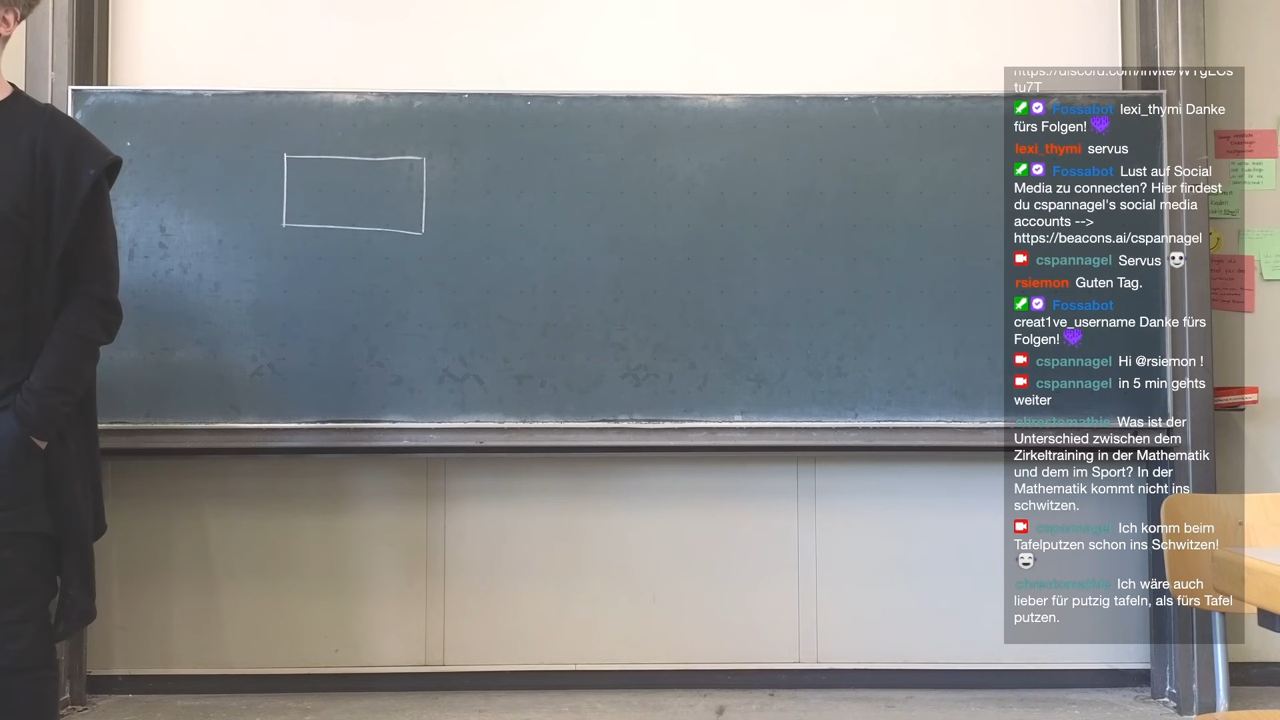 tu7T
Fossabot lexi_thymi Danke
fürs Folgen!
lexi_thymi servus
Fossabot Lust auf Social
Media zu connecten? Hier findest
du cspannagel's social media
accounts -->
https://beacons.ai/cspannagel
cspannagel Servus
rsiemon Guten Tag.
Fossabot
creat1ve_username Danke fürs
Folgen!
cspannagel Hi @rsiemon !
cspannagel in 5 min gehts
weiter
Was ist der
Unterschied zwischen dem
Zirkeltraining in der Mathematik
und dem im Sport? In der
Mathematik kommt nicht ins
schwitzen.
cspannagel Ich komm beim
Tafelputzen schon ins Schwitzen!
Ich wäre auch
lieber für putzig tafeln, als fürs Tafel
putzen.